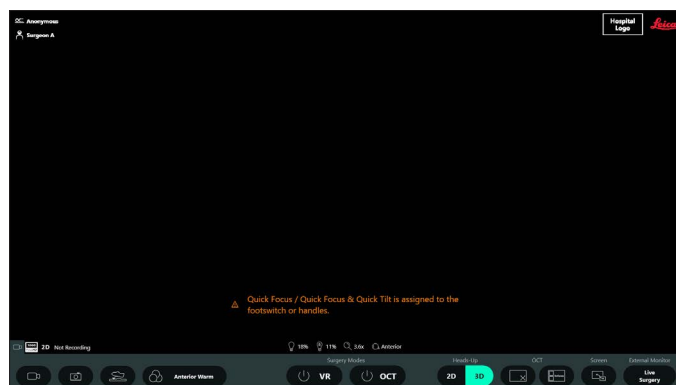 Anonymous
Surgeon A
Hospital
Logo
Leica
Quick Focus / Quick Focus & Quick Tilt is assigned to the
footswitch or handles.
2D Not Recording
18% 11% 3.6x Anterior
Surgery Modes Heads-Up OCT Screen External Monitor
Anterior Warm VR OCT 2D 3D Live
Surgery